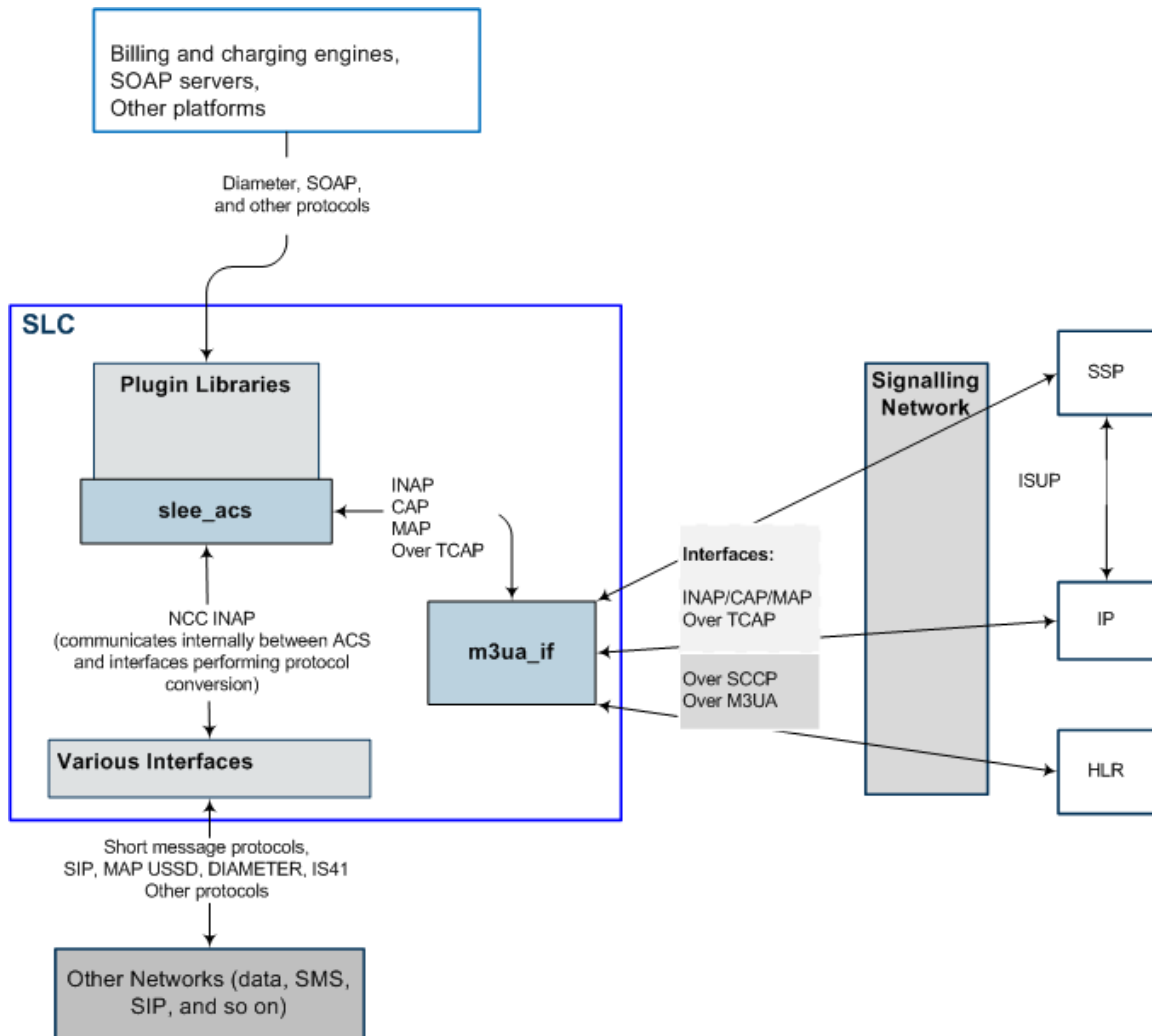 Billing and charging engines,
SOAP servers,
Other platforms
Diameter, SOAP,
and other protocols
SLC
Plugin Libraries
slee_acs
INAP
CAP
MAP
Over TCAP
NCC INAP
(communicates internally between ACS
and interfaces performing protocol
conversion)
m3ua_if
Various Interfaces
Short message protocols,
SIP, MAP USSD, DIAMETER, IS41
Other protocols
Other Networks (data, SMS,
SIP, and so on)
Interfaces:
INAP/CAP/MAP
Over TCAP
Over SCCP
Over M3UA
Signalling
Network
SSP
ISUP
IP
HLR